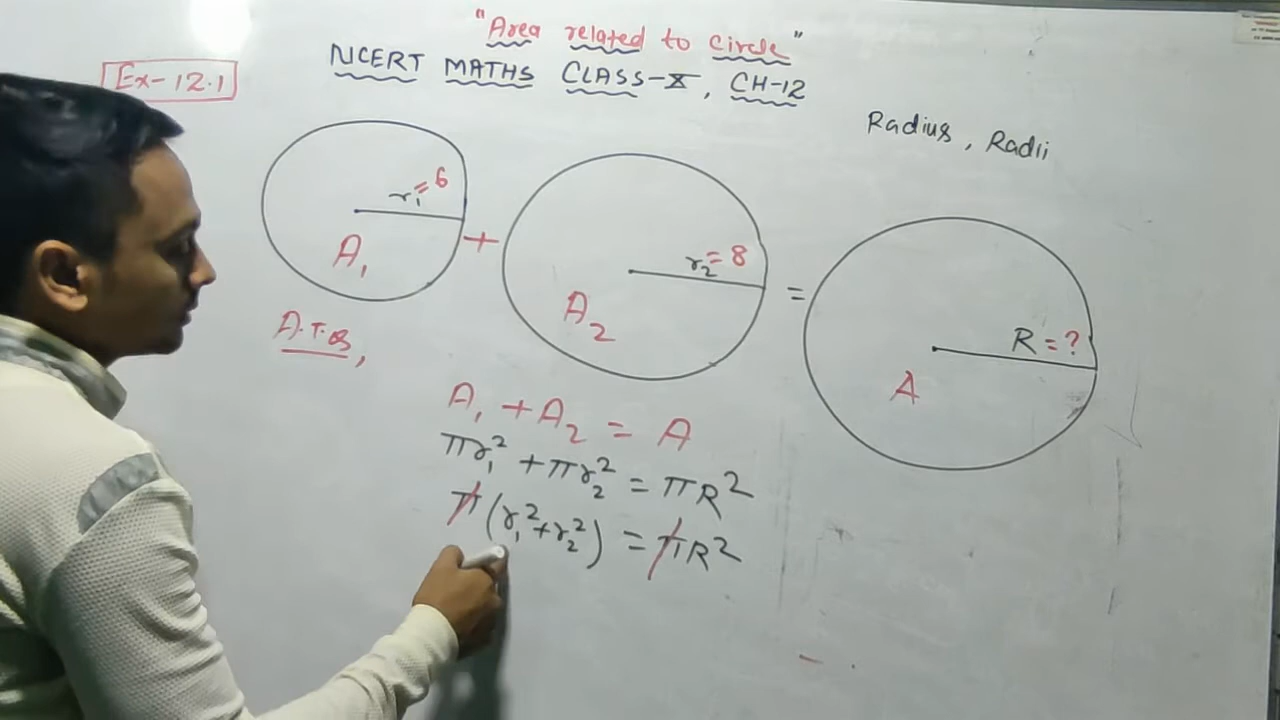 "Area related to circle"
NCERT MATHS CLASS-X, CH-12
Ex-12.1
Radius, Radii
r₁=6
A₁
+
r₂=8
A₂
=
R=?
A
A.T.Q,
A₁+A₂=A
πr₁²+πr₂²=πR²
π(r₁²+r₂²)=πR²